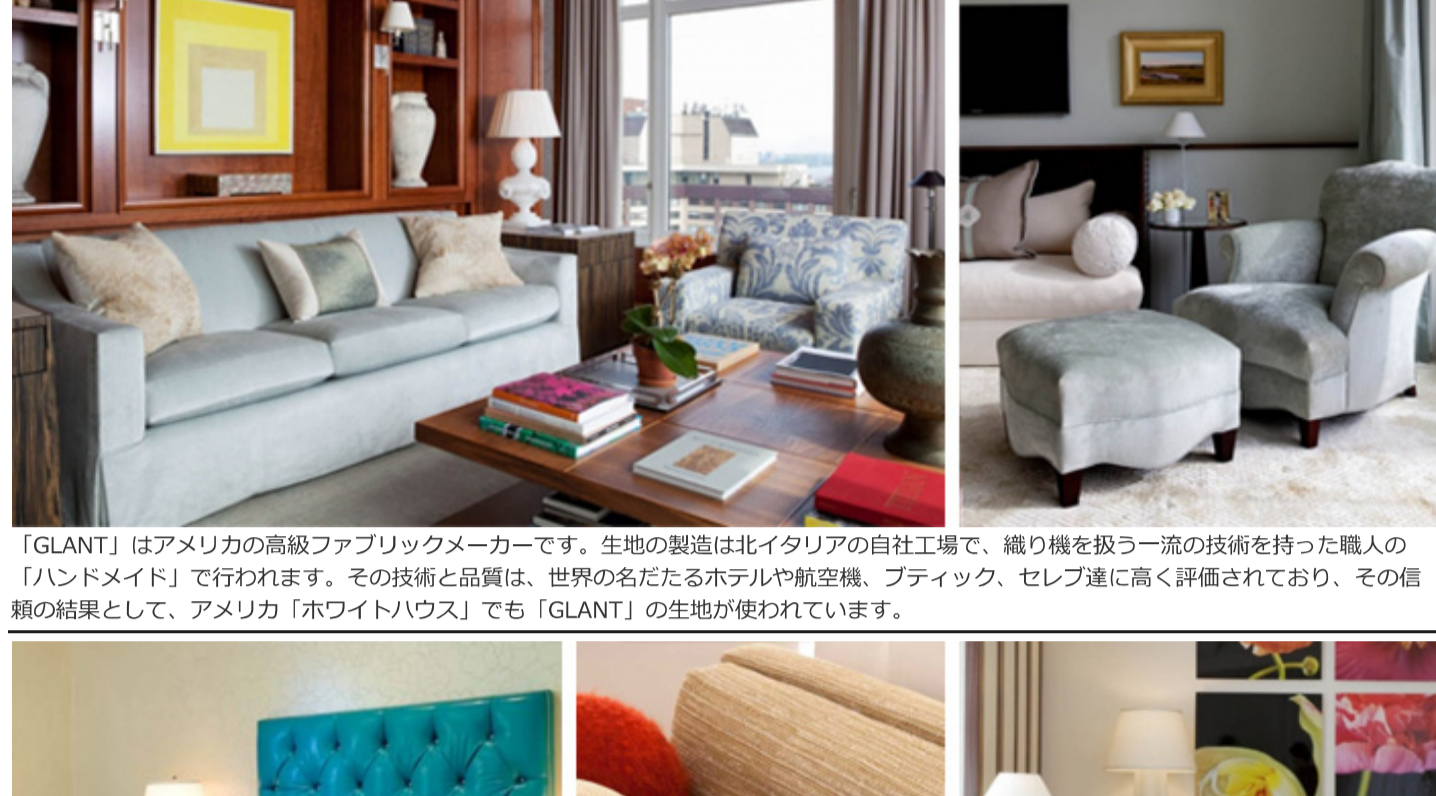 「GLANT」はアメリカの高級ファブリックメーカーです。生地の製造は北イタリアの自社工場で、織り機を扱う一流の技術を持った職人の
「ハンドメイド」で行われます。その技術と品質は、世界の名だたるホテルや航空機、ブティック、セレブ達に高く評価されており、その信
頼の結果として、アメリカ「ホワイトハウス」でも「GLANT」の生地が使われています。